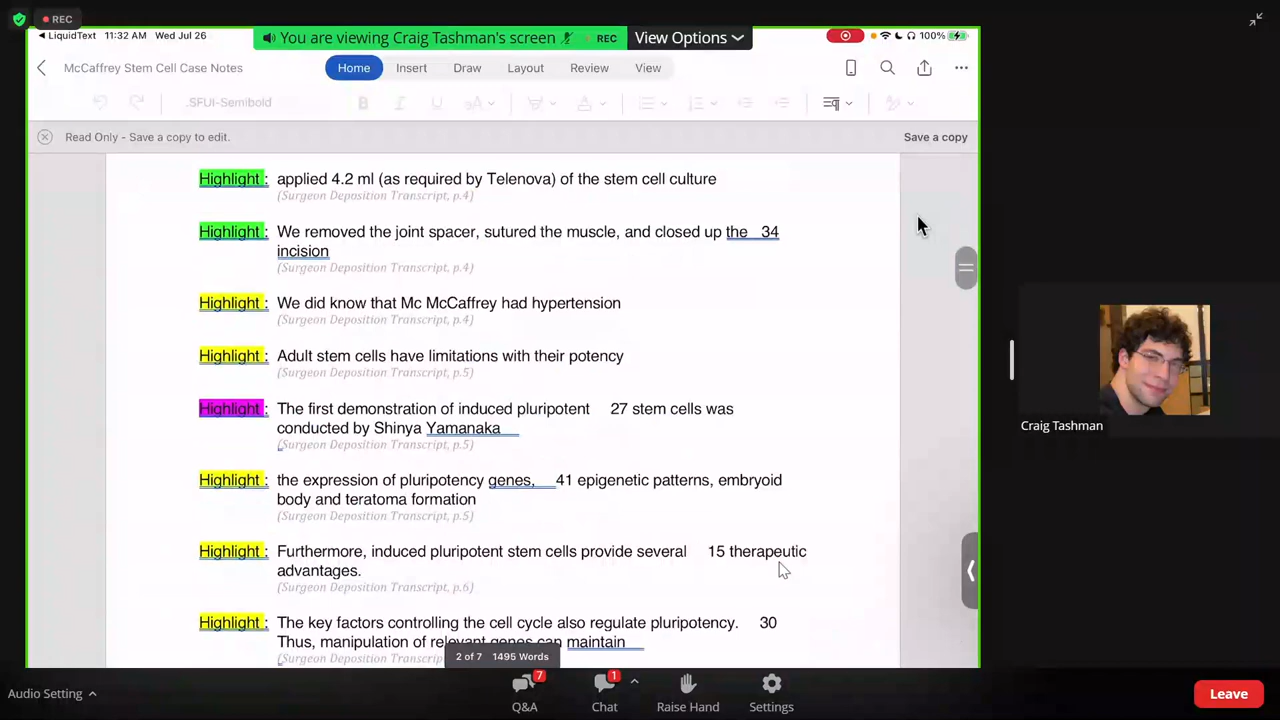 REC
LiquidText 11:32 AM Wed Jul 26
You are viewing Craig Tashman's screen REC View Options
100%
McCaffrey Stem Cell Case Notes Home Insert Draw Layout Review View
.SFUI-Semibold B I U A A
Read Only - Save a copy to edit. Save a copy
Highlight : applied 4.2 ml (as required by Telenova) of the stem cell culture
(Surgeon Deposition Transcript, p.4)
Highlight : We removed the joint spacer, sutured the muscle, and closed up the 34
incision
(Surgeon Deposition Transcript, p.4)
Highlight : We did know that Mc McCaffrey had hypertension
(Surgeon Deposition Transcript, p.4)
Highlight : Adult stem cells have limitations with their potency
(Surgeon Deposition Transcript, p.5)
Highlight : The first demonstration of induced pluripotent 27 stem cells was
conducted by Shinya Yamanaka
(Surgeon Deposition Transcript, p.5)
Highlight : the expression of pluripotency genes, 41 epigenetic patterns, embryoid
body and teratoma formation
(Surgeon Deposition Transcript, p.5)
Highlight : Furthermore, induced pluripotent stem cells provide several 15 therapeutic
advantages.
(Surgeon Deposition Transcript, p.6)
Highlight : The key factors controlling the cell cycle also regulate pluripotency. 30
Thus, manipulation of relevant genes can maintain
(Surgeon Deposition Transcr
2 of 7 1495 Words
Craig Tashman
Audio Setting
7
Q&A
1
Chat
Raise Hand
Settings
Leave